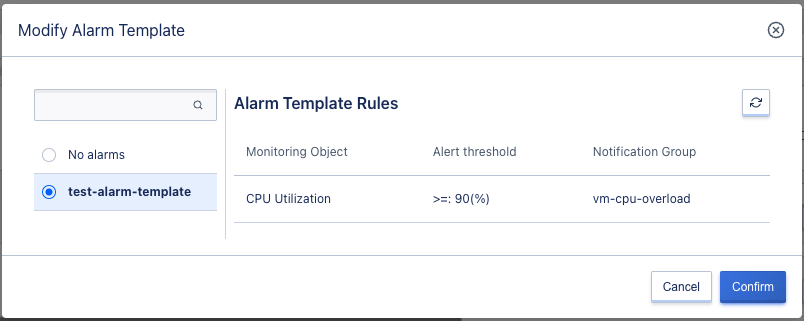 Modify Alarm Template
Alarm Template Rules
No alarms
test-alarm-template
Monitoring Object Alert threshold Notification Group
CPU Utilization >=: 90(%) vm-cpu-overload
Cancel Confirm